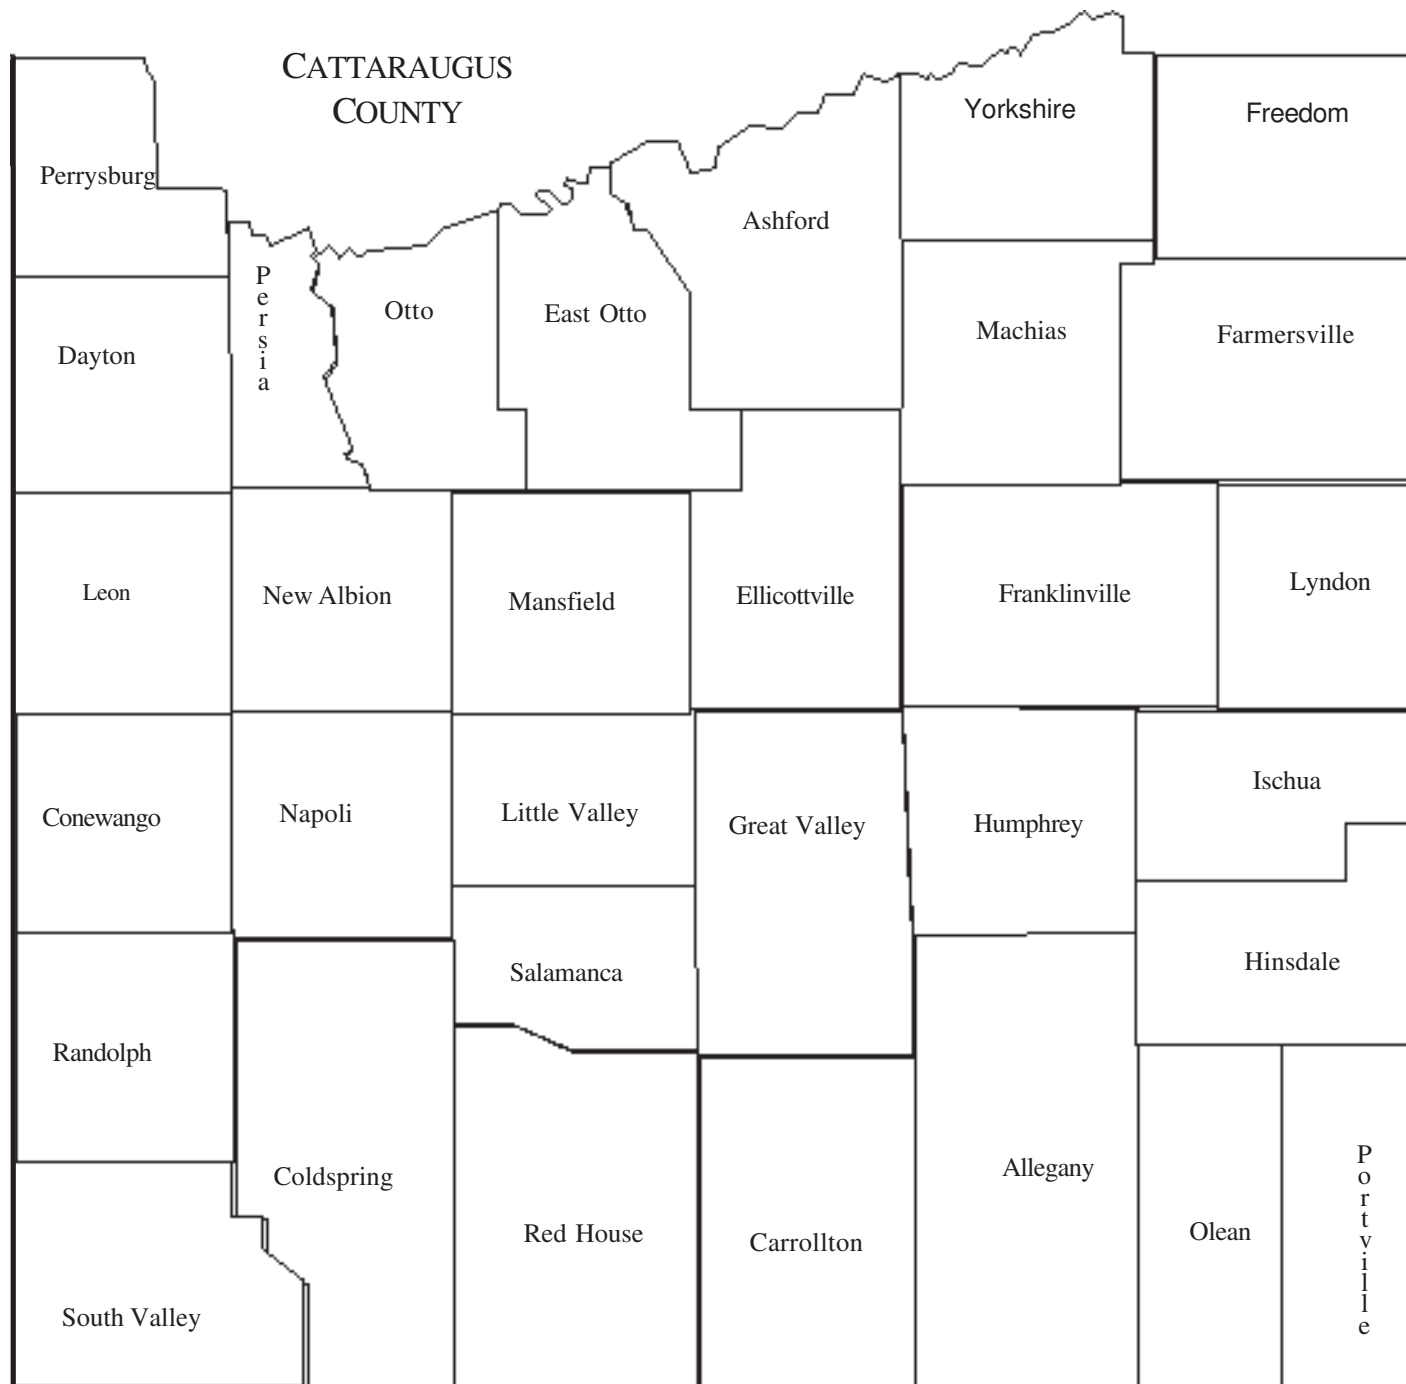 CATTARAUGUS
COUNTY
Yorkshire
Freedom
Perrysburg
Ashford
Persia
Otto
East Otto
Machias
Farmersville
Dayton
Leon
New Albion
Mansfield
Ellicottville
Franklinville
Lyndon
Conewango
Napoli
Little Valley
Great Valley
Humphrey
Ischua
Salamanca
Hinsdale
Randolph
Coldspring
Allegany
Portville
Red House
Carrollton
Olean
South Valley